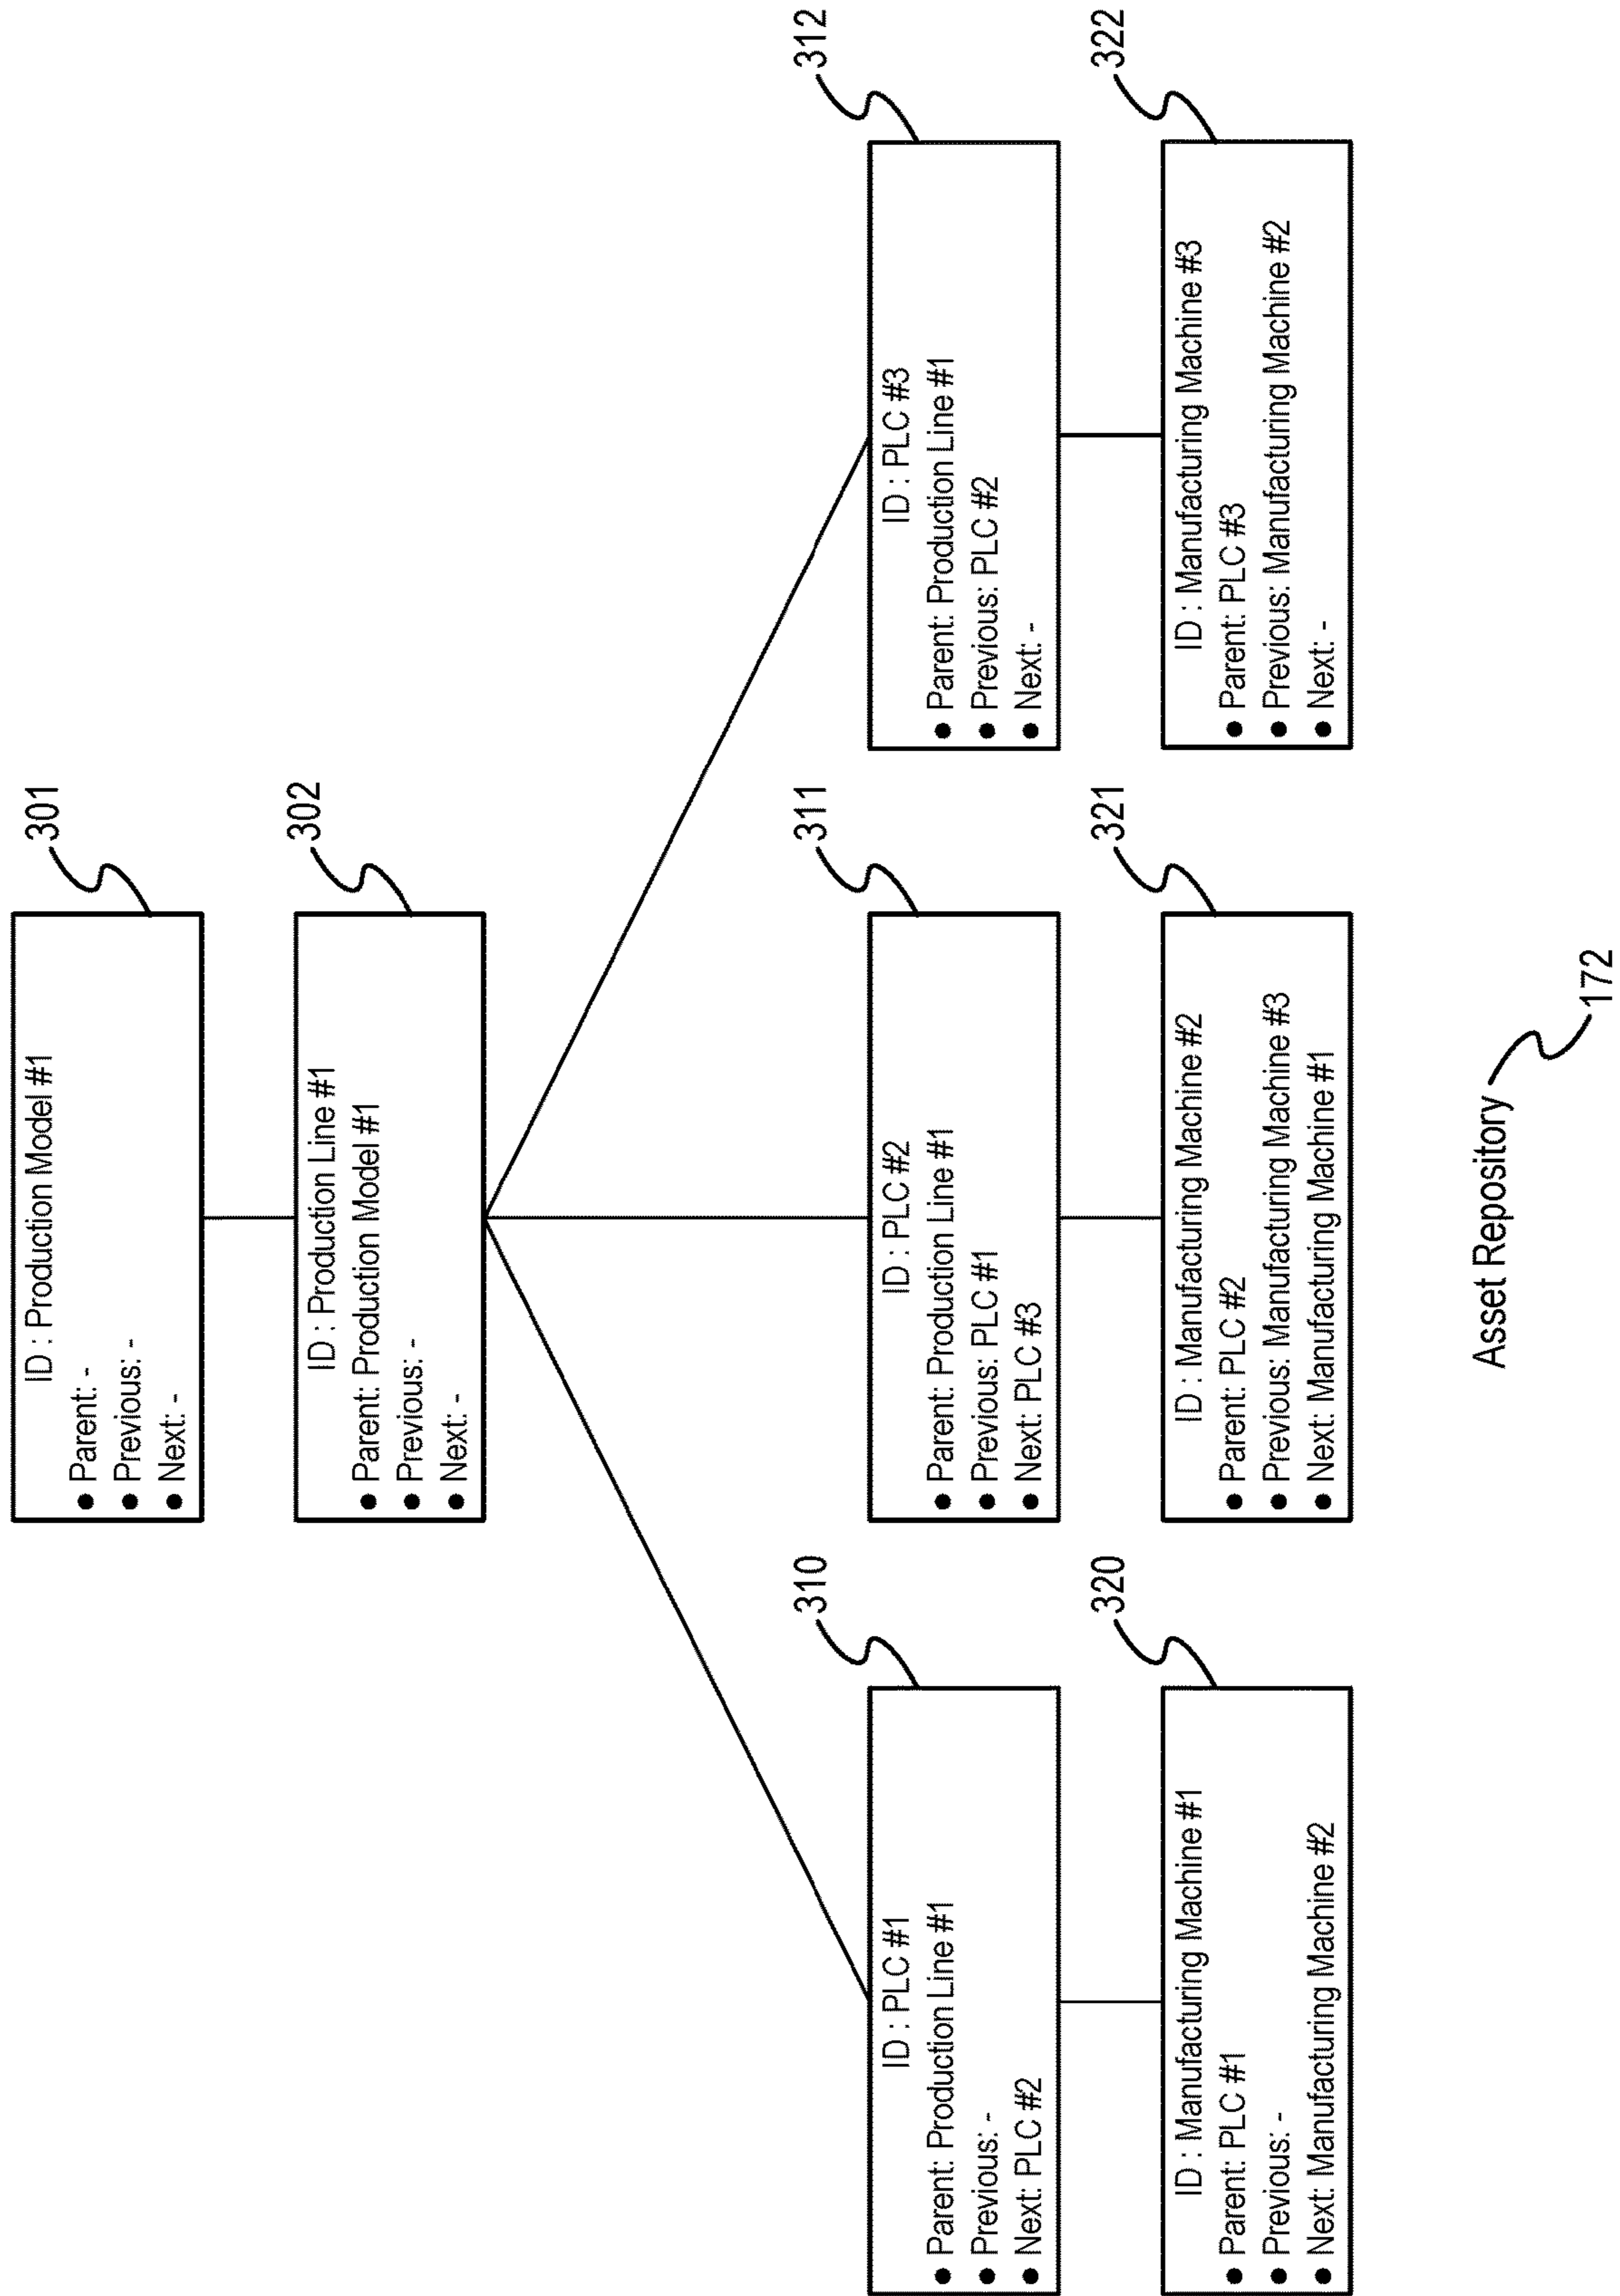 ID : Production Model #1
● Parent: -
● Previous: -
● Next: -
301
ID : Production Line #1
● Parent: Production Model #1
● Previous: -
● Next: -
302
ID : PLC #1
● Parent: Production Line #1
● Previous: -
● Next: PLC #2
310
ID : PLC #2
● Parent: Production Line #1
● Previous: PLC #1
● Next: PLC #3
311
ID : PLC #3
● Parent: Production Line #1
● Previous: PLC #2
● Next: -
312
ID : Manufacturing Machine #1
● Parent: PLC #1
● Previous: -
● Next: Manufacturing Machine #2
320
ID : Manufacturing Machine #2
● Parent: PLC #2
● Previous: Manufacturing Machine #3
● Next: Manufacturing Machine #1
321
ID : Manufacturing Machine #3
● Parent: PLC #3
● Previous: Manufacturing Machine #2
● Next: -
322
Asset Repository
172